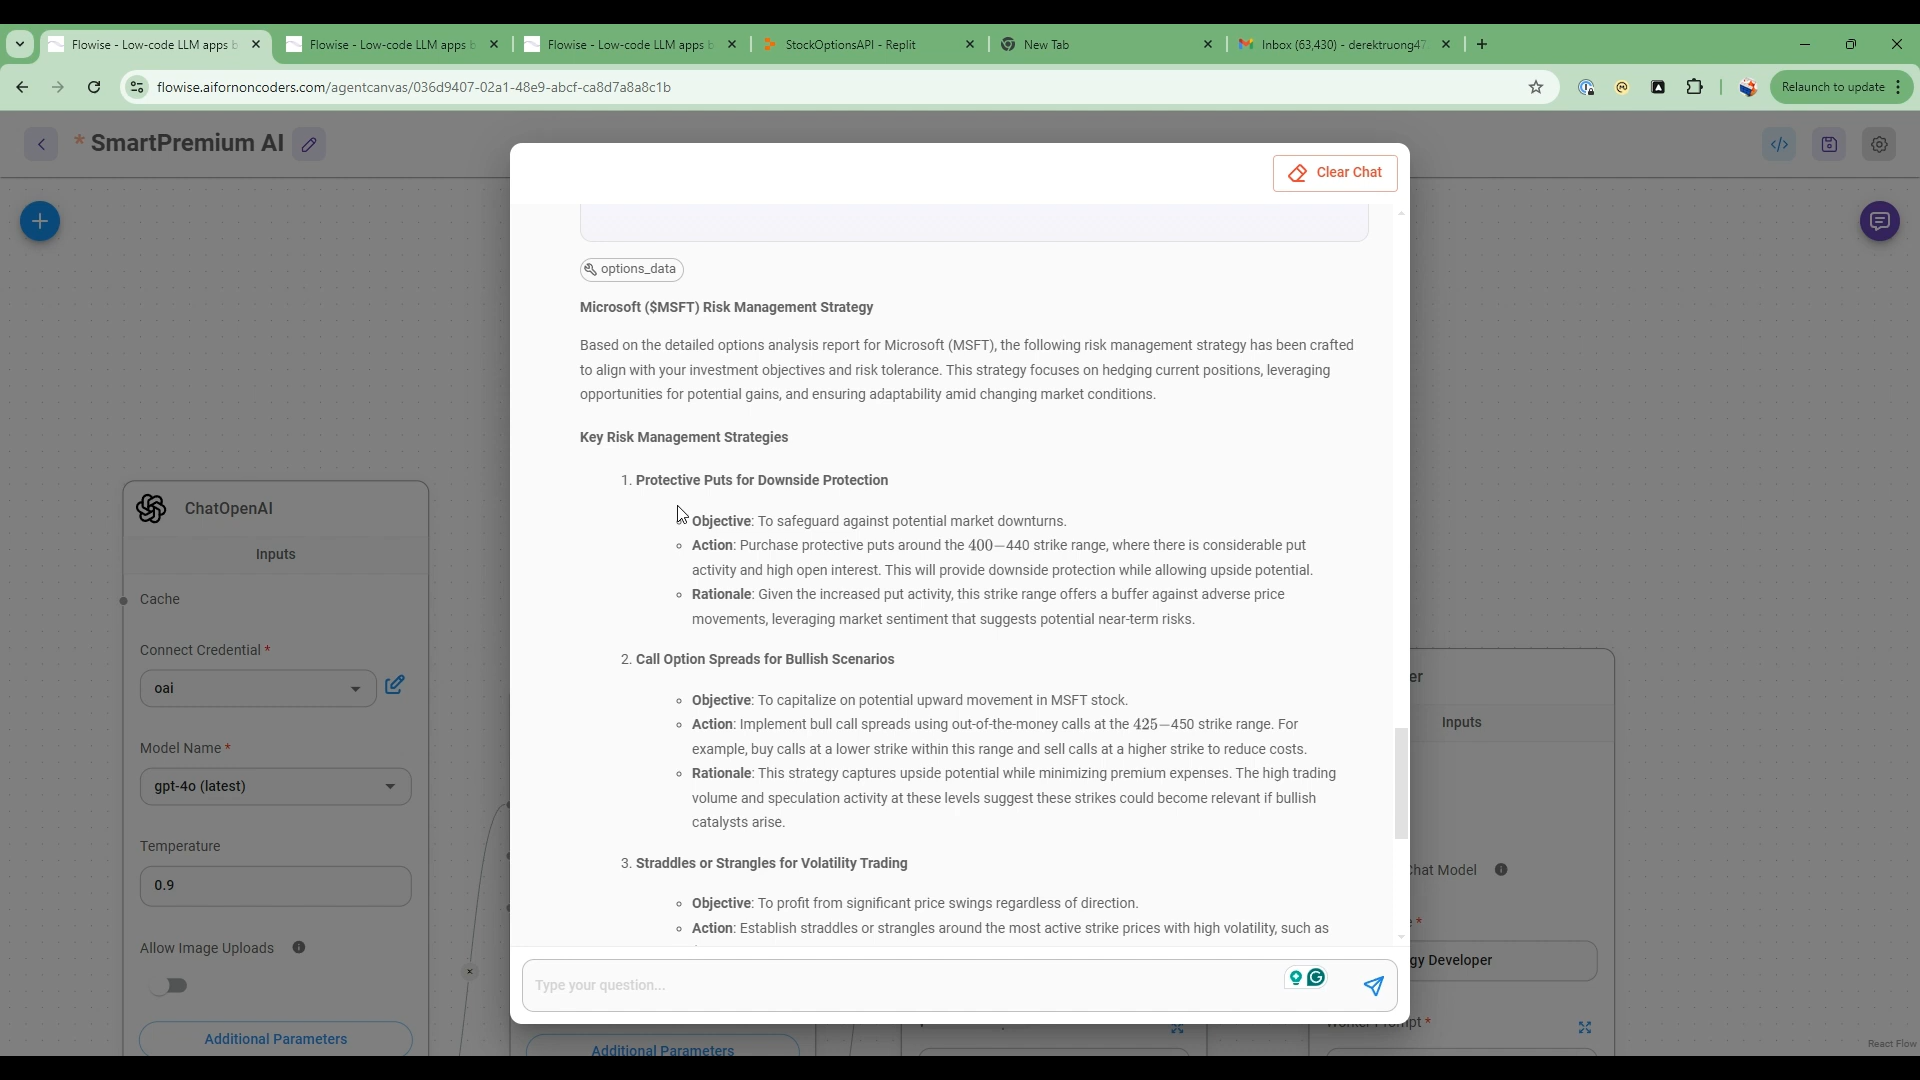 Flowise - Low-code LLM apps b
Flowise - Low-code LLM apps b
Flowise - Low-code LLM apps b
StockOptionsAPI - Replit
New Tab
Inbox (63,430) - derektruong47
flowise.aifornoncoders.com/agentcanvas/036d9407-02a1-48e9-abcf-ca8d7a8a8c1b
Relaunch to update
* SmartPremium AI
Clear Chat
options_data
Microsoft ($MSFT) Risk Management Strategy
Based on the detailed options analysis report for Microsoft (MSFT), the following risk management strategy has been crafted
to align with your investment objectives and risk tolerance. This strategy focuses on hedging current positions, leveraging
opportunities for potential gains, and ensuring adaptability amid changing market conditions.
Key Risk Management Strategies
1. Protective Puts for Downside Protection
Objective: To safeguard against potential market downturns.
Action: Purchase protective puts around the 400−440 strike range, where there is considerable put
activity and high open interest. This will provide downside protection while allowing upside potential.
Rationale: Given the increased put activity, this strike range offers a buffer against adverse price
movements, leveraging market sentiment that suggests potential near-term risks.
2. Call Option Spreads for Bullish Scenarios
Objective: To capitalize on potential upward movement in MSFT stock.
Action: Implement bull call spreads using out-of-the-money calls at the 425−450 strike range. For
example, buy calls at a lower strike within this range and sell calls at a higher strike to reduce costs.
Rationale: This strategy captures upside potential while minimizing premium expenses. The high trading
volume and speculation activity at these levels suggest these strikes could become relevant if bullish
catalysts arise.
3. Straddles or Strangles for Volatility Trading
Objective: To profit from significant price swings regardless of direction.
Action: Establish straddles or strangles around the most active strike prices with high volatility, such as
Type your question...
ChatOpenAI
Inputs
Cache
Connect Credential *
oai
Model Name *
gpt-4o (latest)
Temperature
0.9
Allow Image Uploads
Additional Parameters
Additional Parameters
er
Inputs
Chat Model
*
gy Developer
Worker Prompt *
React Flow